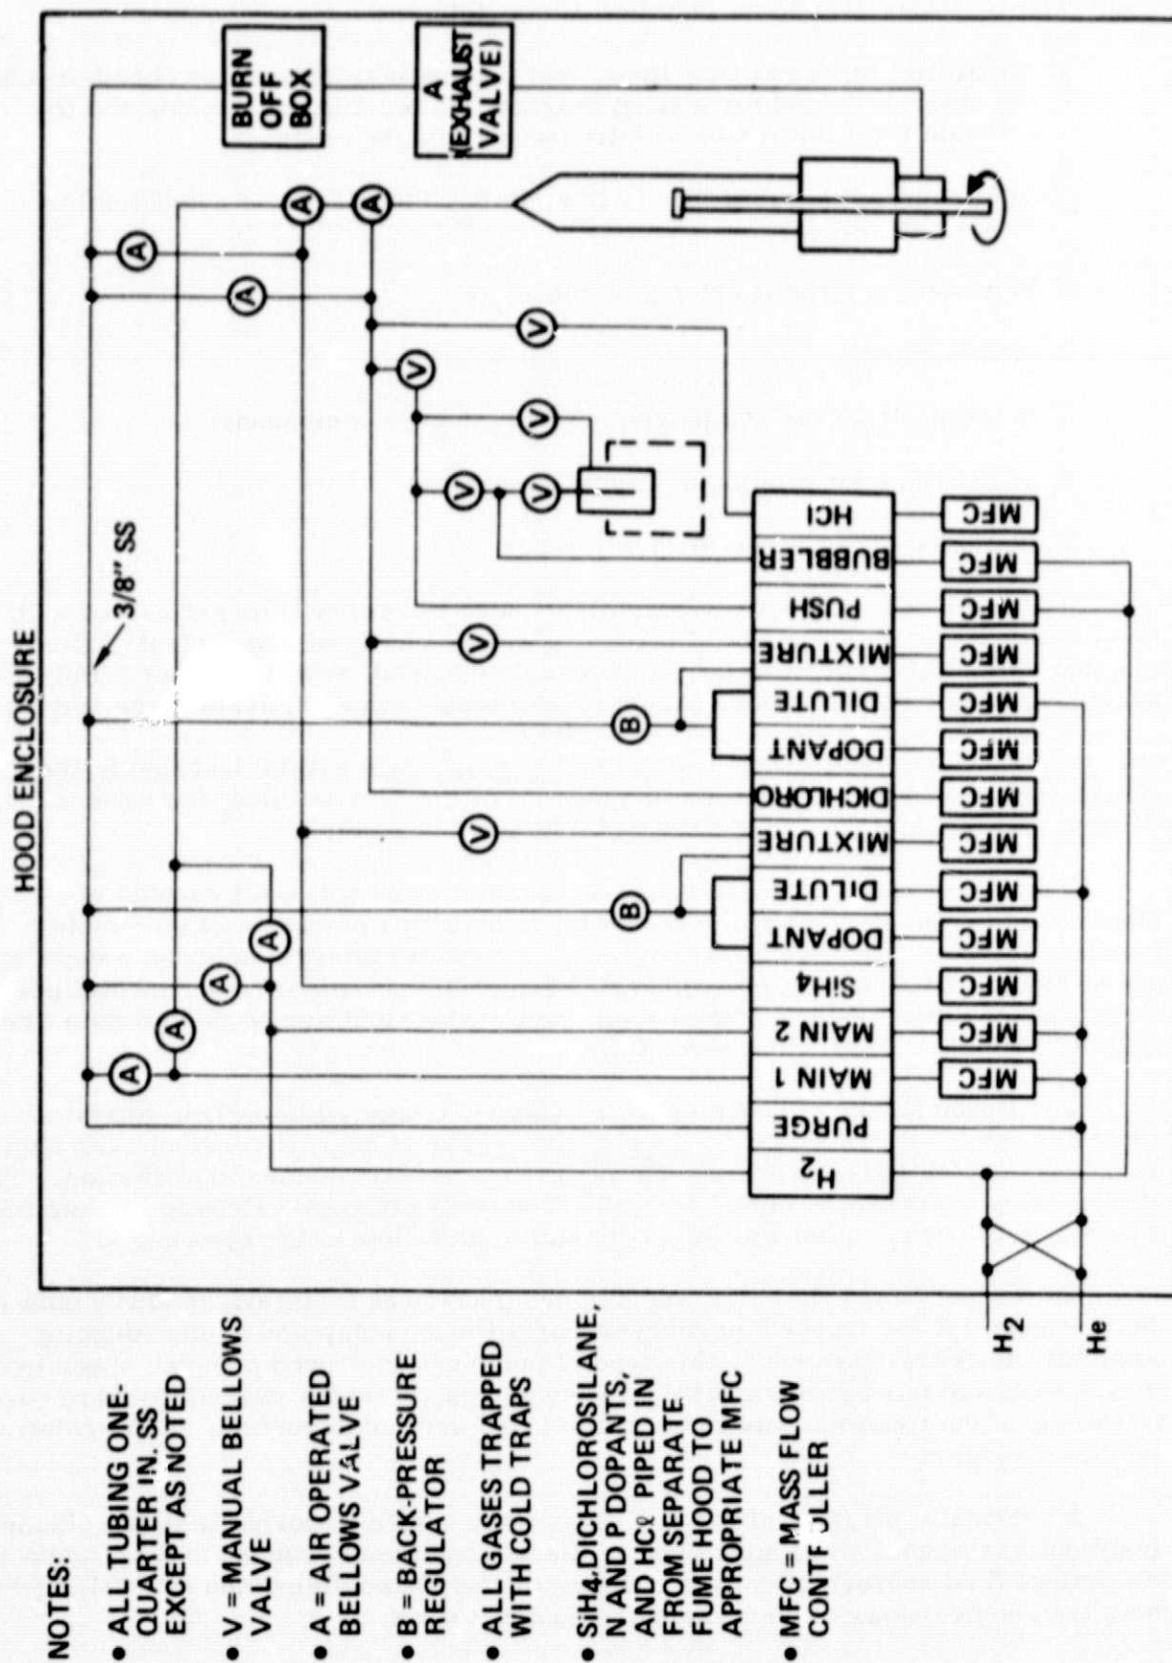 HOOD ENCLOSURE
3/8" SS
BURN
OFF
BOX
A
(EXHAUST
VALVE)
A
A
A
A
A
A
A
A
V
V
V
V
V
V
V
B
B
H2
PURGE
MAIN 1
MAIN 2
SiH4
DOPANT
DILUTE
MIXTURE
DICHLORO
DOPANT
DILUTE
MIXTURE
PUSH
BUBBLER
HCl
MFC
MFC
MFC
MFC
MFC
MFC
MFC
MFC
MFC
MFC
MFC
MFC
MFC
H2
He
NOTES:
• ALL TUBING ONE-
QUARTER IN. SS
EXCEPT AS NOTED
• V = MANUAL BELLOWS
VALVE
• A = AIR OPERATED
BELLOWS VALVE
• B = BACK-PRESSURE
REGULATOR
• ALL GASES TRAPPED
WITH COLD TRAPS
• SiH4, DICHLOROSILANE,
N AND P DOPANTS,
AND HCℓ PIPED IN
FROM SEPARATE
FUME HOOD TO
APPROPRIATE MFC
• MFC = MASS FLOW
CONTROLLER